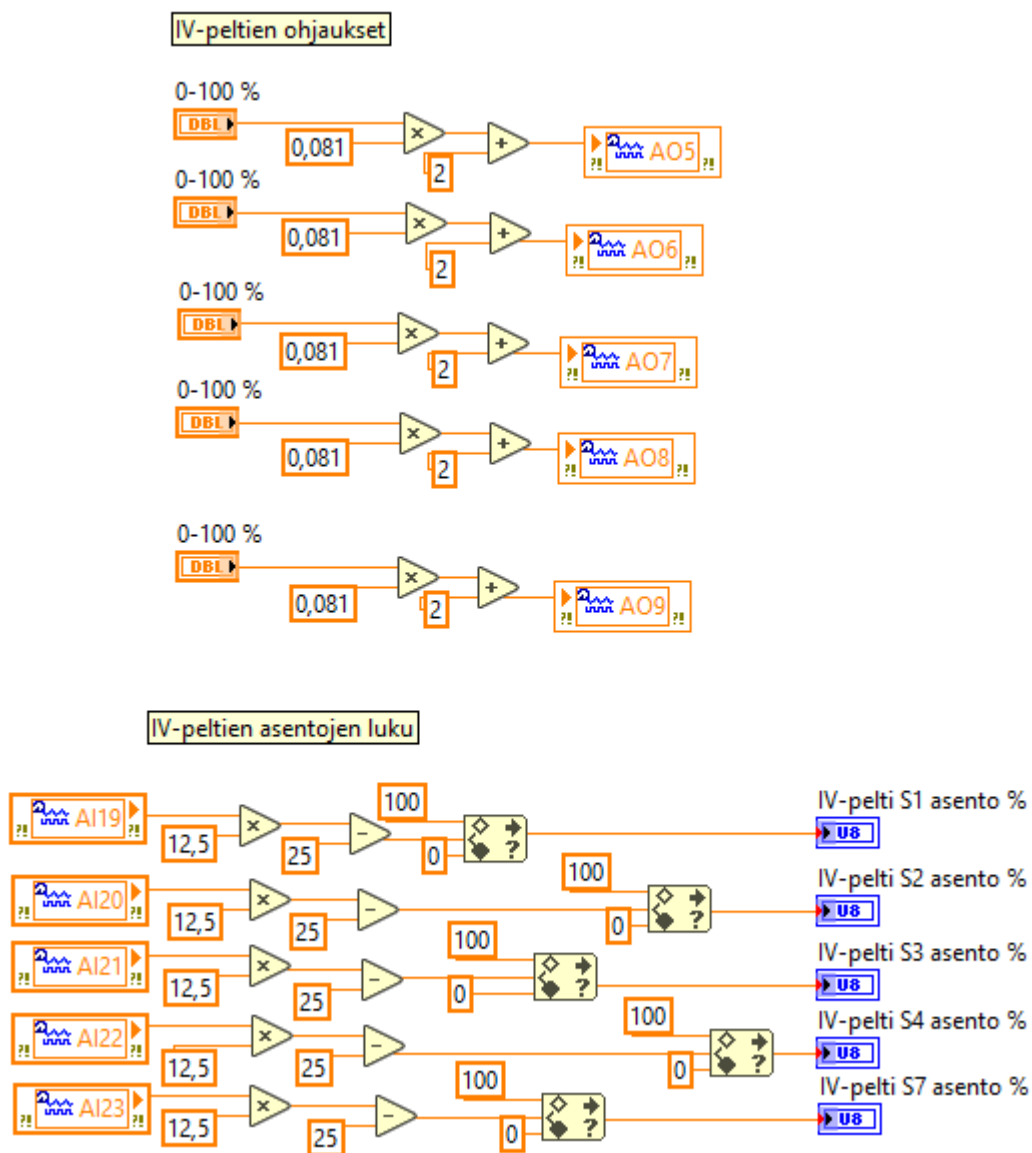 IV-peltien ohjaukset
0-100 %
DBL
0,081
×
2
+
?!
AO5
?!
0-100 %
DBL
0,081
×
2
+
?!
AO6
?!
0-100 %
DBL
0,081
×
2
+
?!
AO7
?!
0-100 %
DBL
0,081
×
2
+
?!
AO8
?!
0-100 %
DBL
0,081
×
2
+
?!
AO9
?!
IV-peltien asentojen luku
?!
AI19
?!
12,5
×
25
−
100
0
?
IV-pelti S1 asento %
U8
?!
AI20
?!
12,5
×
25
−
100
0
?
IV-pelti S2 asento %
U8
?!
AI21
?!
12,5
×
25
−
100
0
?
IV-pelti S3 asento %
U8
?!
AI22
?!
12,5
×
25
−
100
0
?
IV-pelti S4 asento %
U8
?!
AI23
?!
12,5
×
25
−
100
0
?
IV-pelti S7 asento %
U8